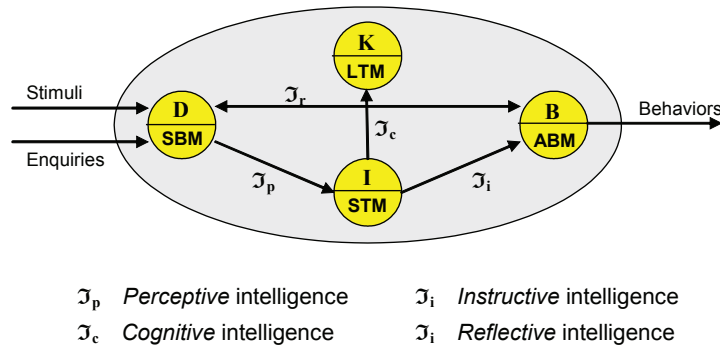 K
LTM
Stimuli
D
SBM
ℑr
B
ABM
Behaviors
Enquiries
ℑc
ℑp
I
STM
ℑi
ℑp Perceptive intelligence ℑi Instructive intelligence
ℑc Cognitive intelligence ℑi Reflective intelligence